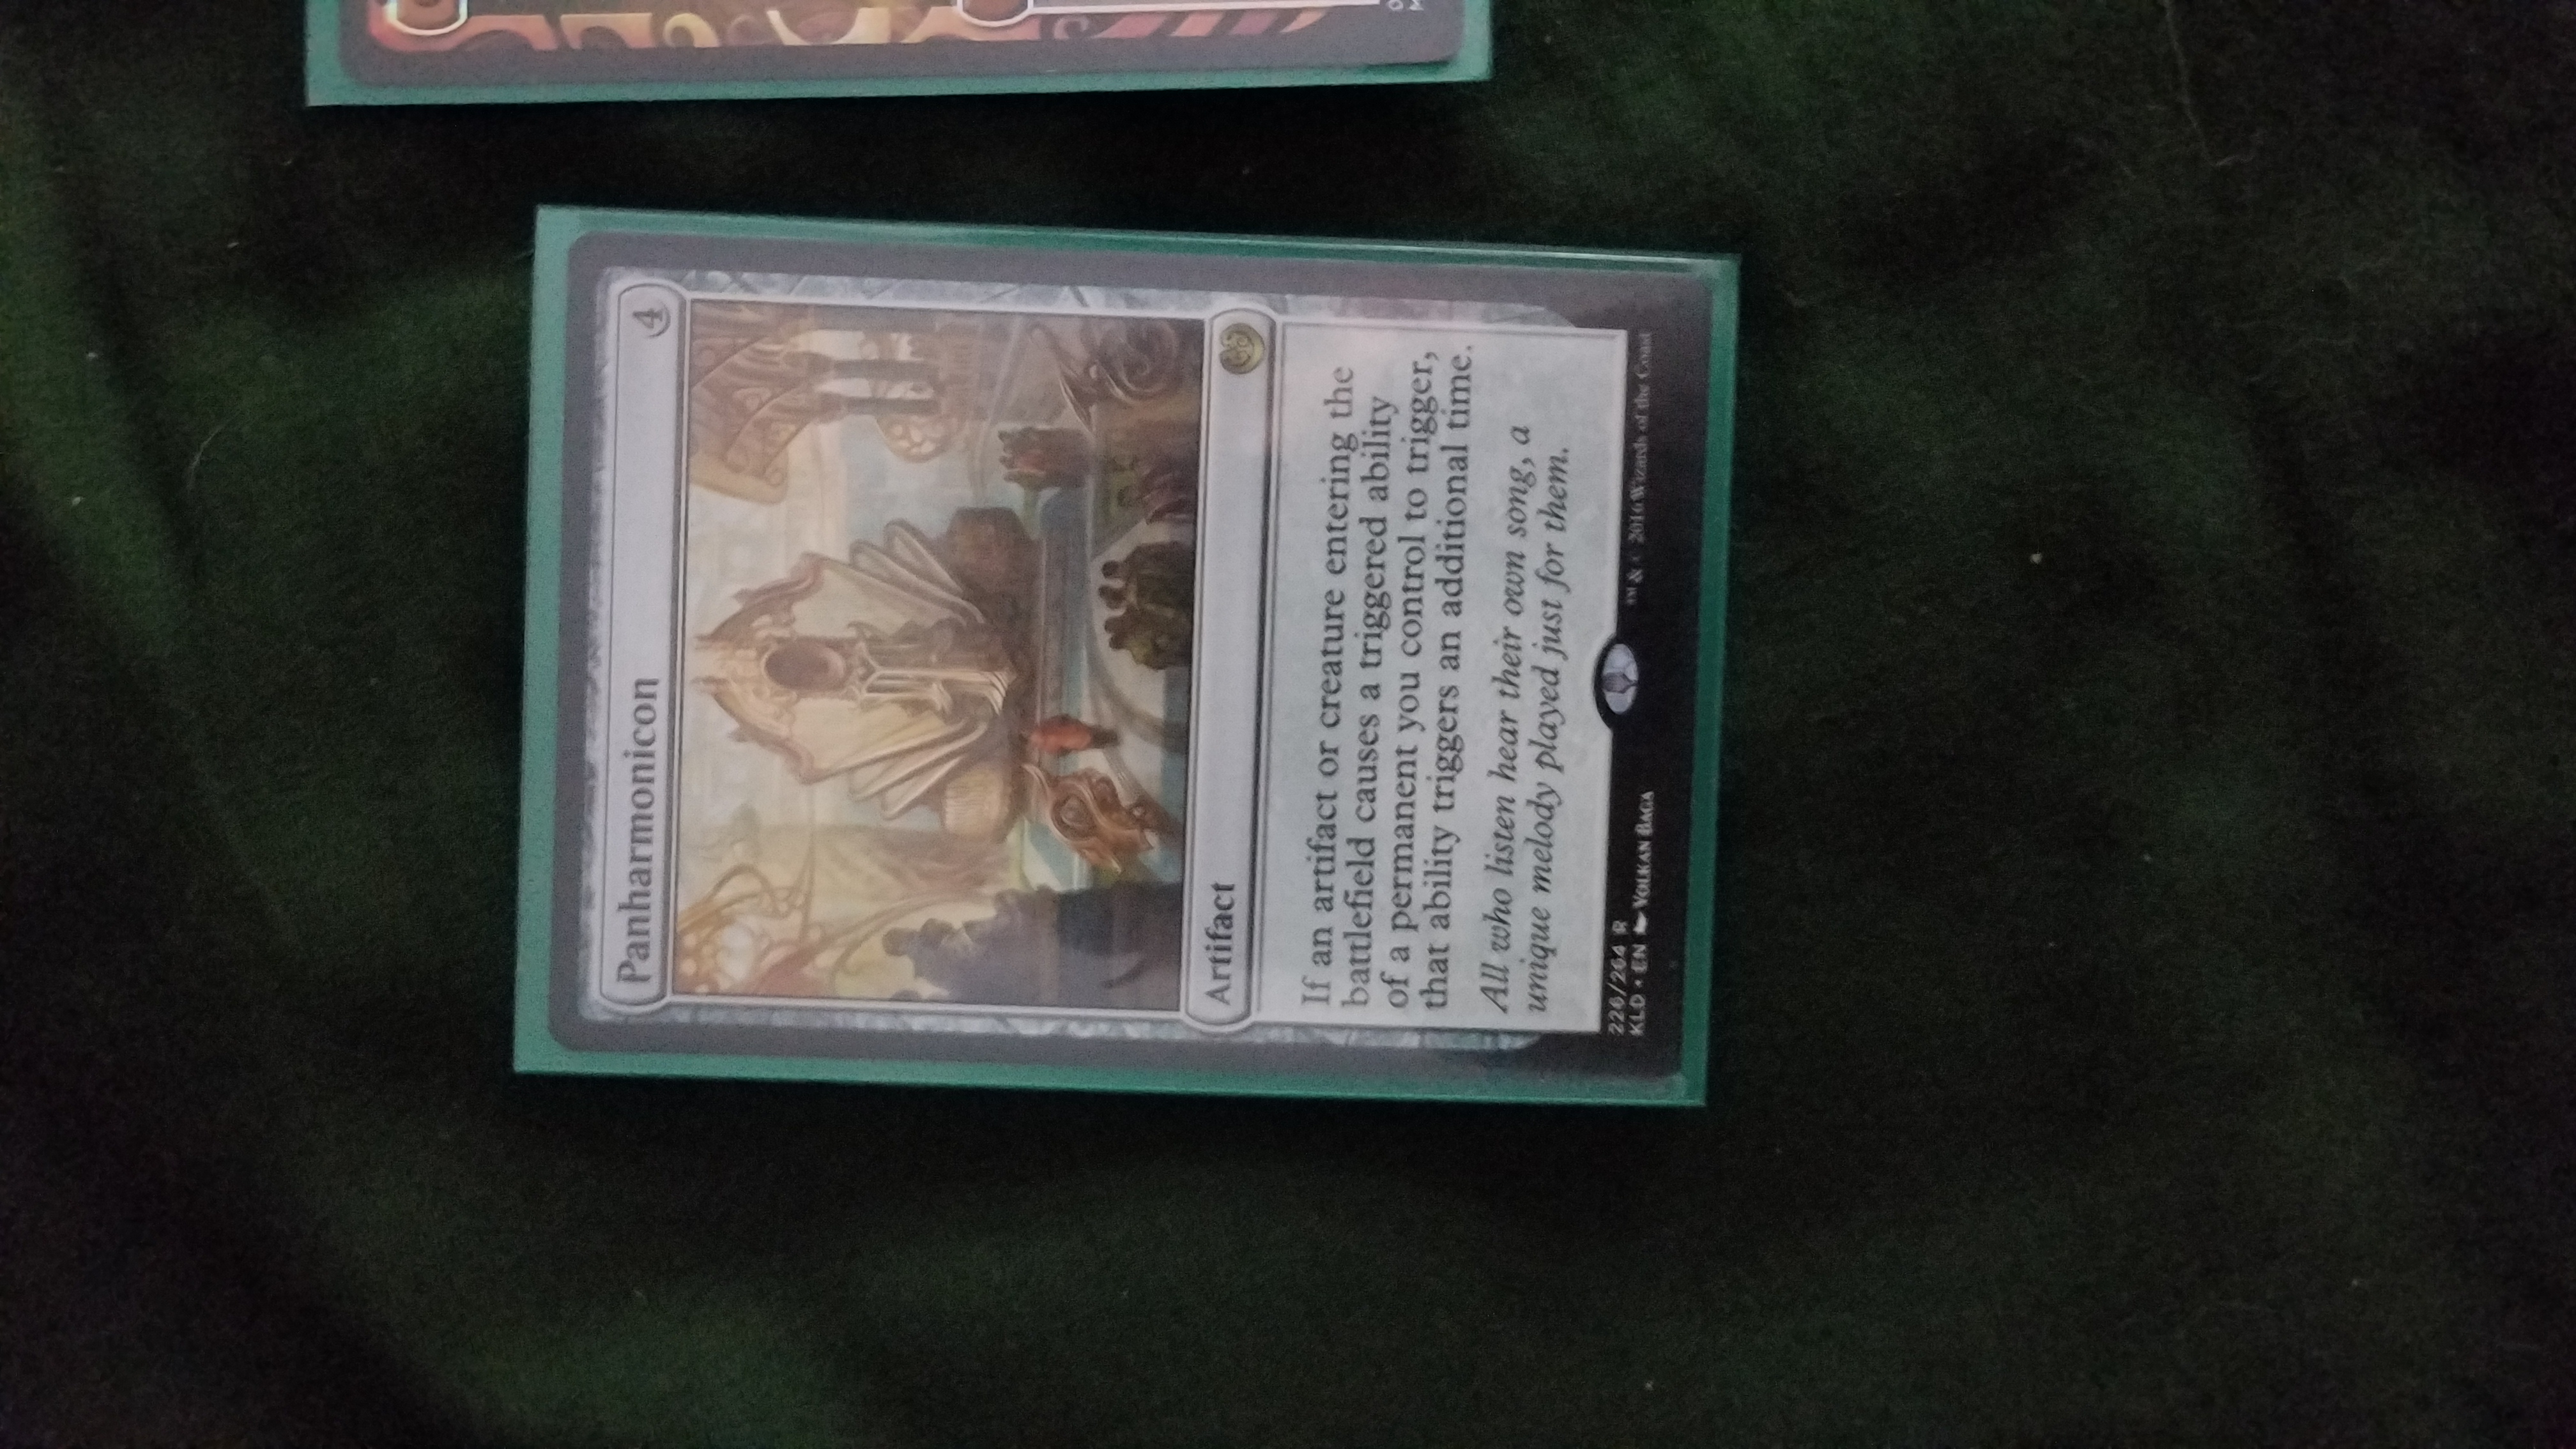 Panharmonicon 4
Artifact
If an artifact or creature entering the
battlefield causes a triggered ability
of a permanent you control to trigger,
that ability triggers an additional time.
All who listen hear their own song, a
unique melody played just for them.
226/264 R
KLD • EN VOLKAN BAGA
™ & © 2016 Wizards of the Coast